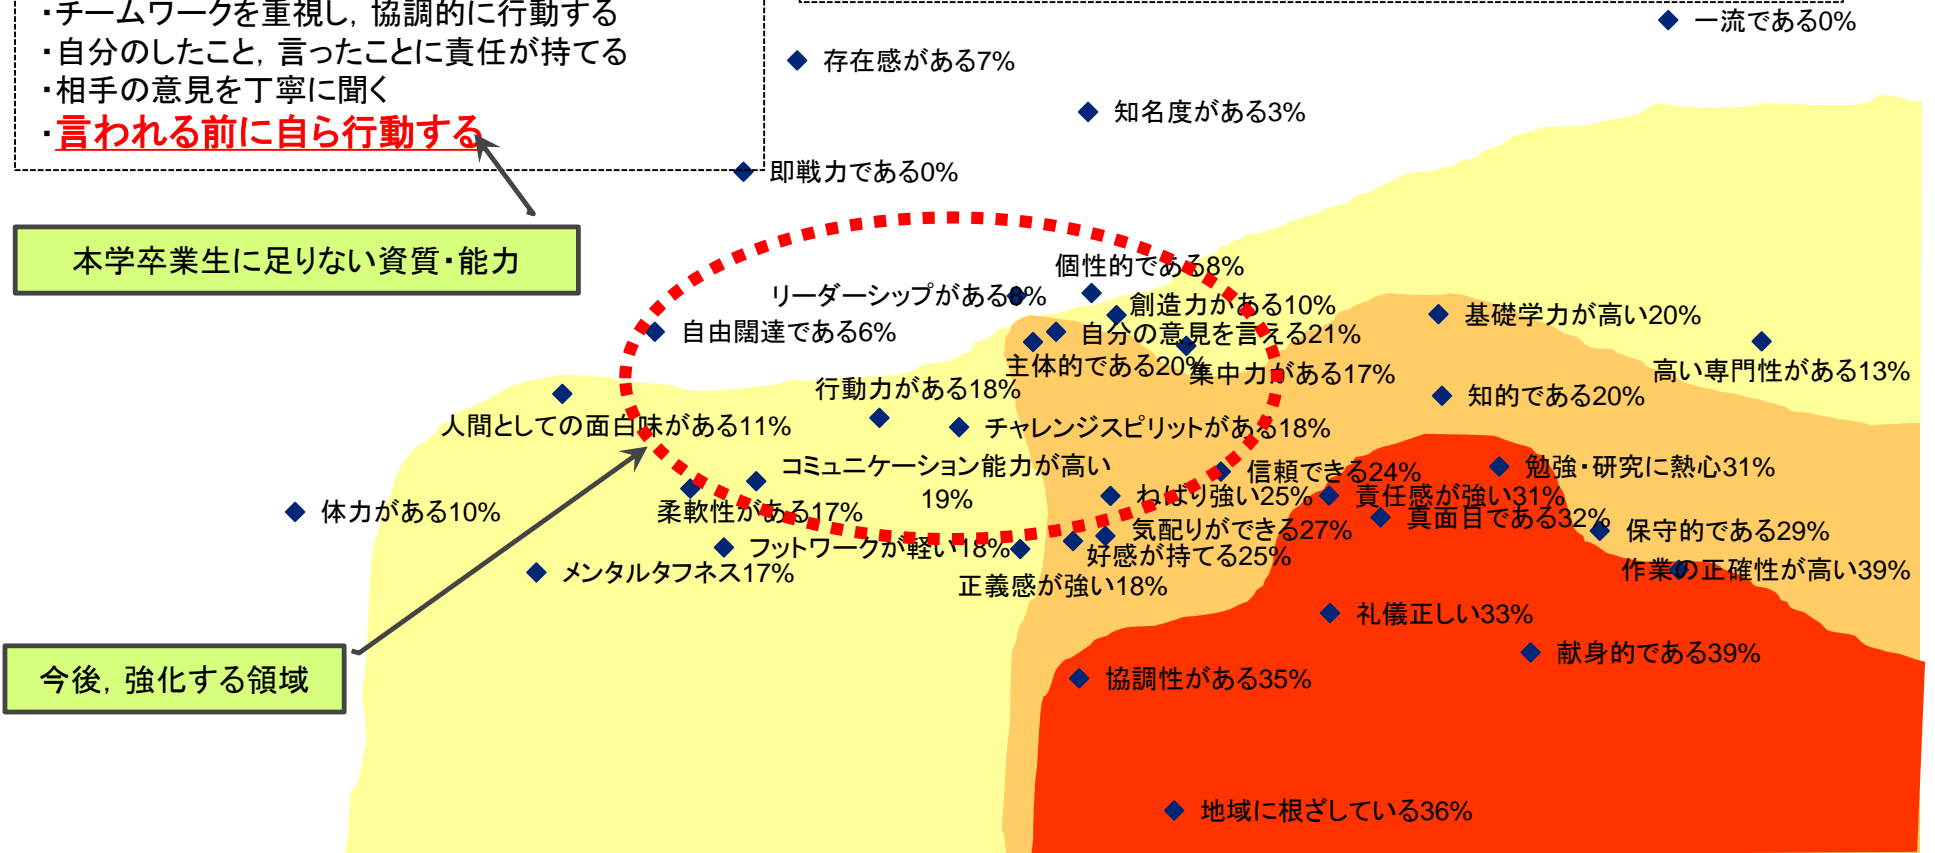 ・チームワークを重視し，協調的に行動する
・自分のしたこと，言ったことに責任が持てる
・相手の意見を丁寧に聞く
・言われる前に自ら行動する
一流である0%
存在感がある7%
知名度がある3%
即戦力である0%
本学卒業生に足りない資質・能力
個性的である8%
リーダーシップがある8%
創造力がある10%
基礎学力が高い20%
自由闊達である6%
自分の意見を言える21%
主体的である20%
集中力がある17%
高い専門性がある13%
行動力がある18%
知的である20%
人間としての面白味がある11%
チャレンジスピリットがある18%
コミュニケーション能力が高い
19%
信頼できる24%
勉強・研究に熱心31%
体力がある10%
柔軟性がある17%
ねばり強い25%
責任感が強い31%
真面目である32%
気配りができる27%
保守的である29%
フットワークが軽い18%
好感が持てる25%
メンタルタフネス17%
正義感が強い18%
作業の正確性が高い39%
礼儀正しい33%
献身的である39%
今後，強化する領域
協調性がある35%
地域に根ざしている36%